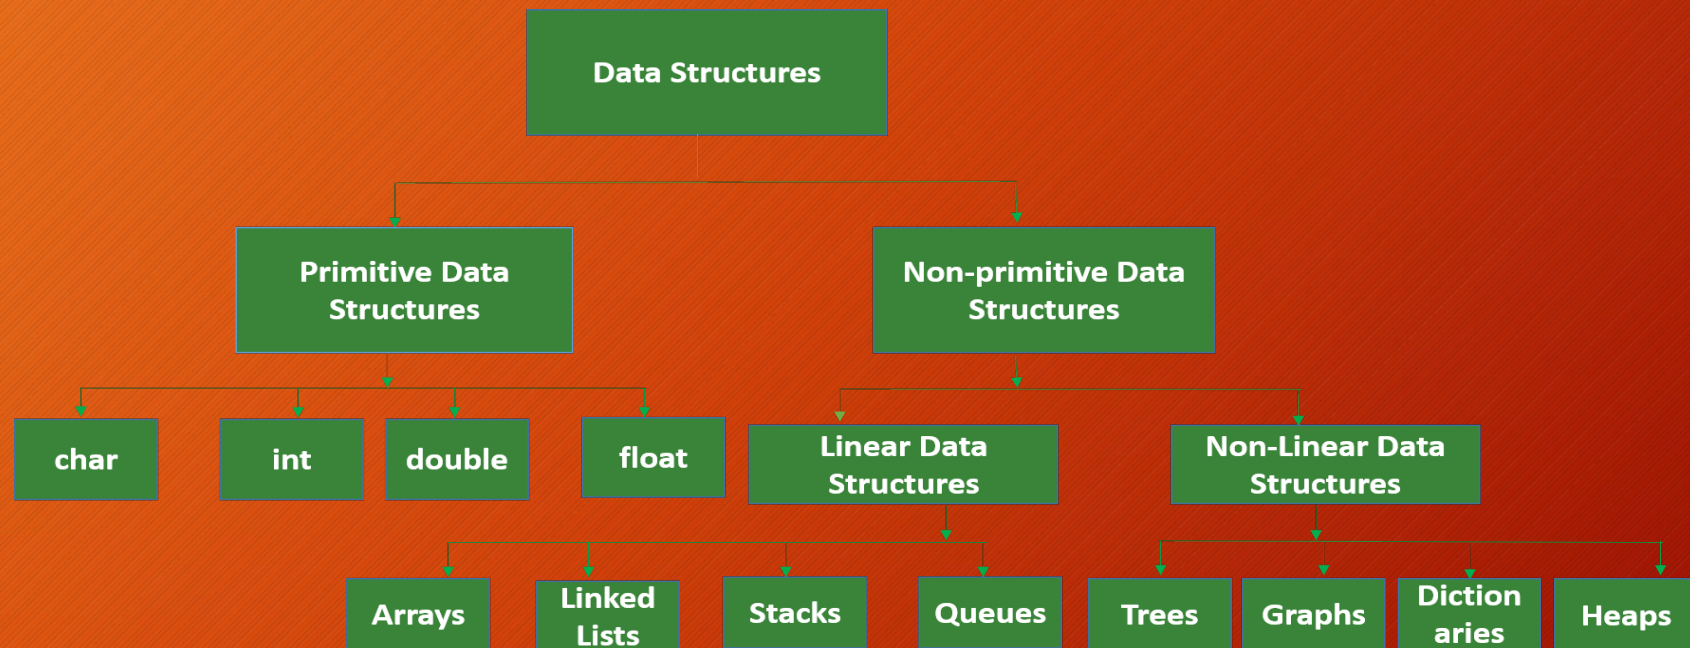 Data Structures
Primitive Data
Structures
Non-primitive Data
Structures
char
int
double
float
Linear Data
Structures
Non-Linear Data
Structures
Arrays
Linked
Lists
Stacks
Queues
Trees
Graphs
Diction
aries
Heaps